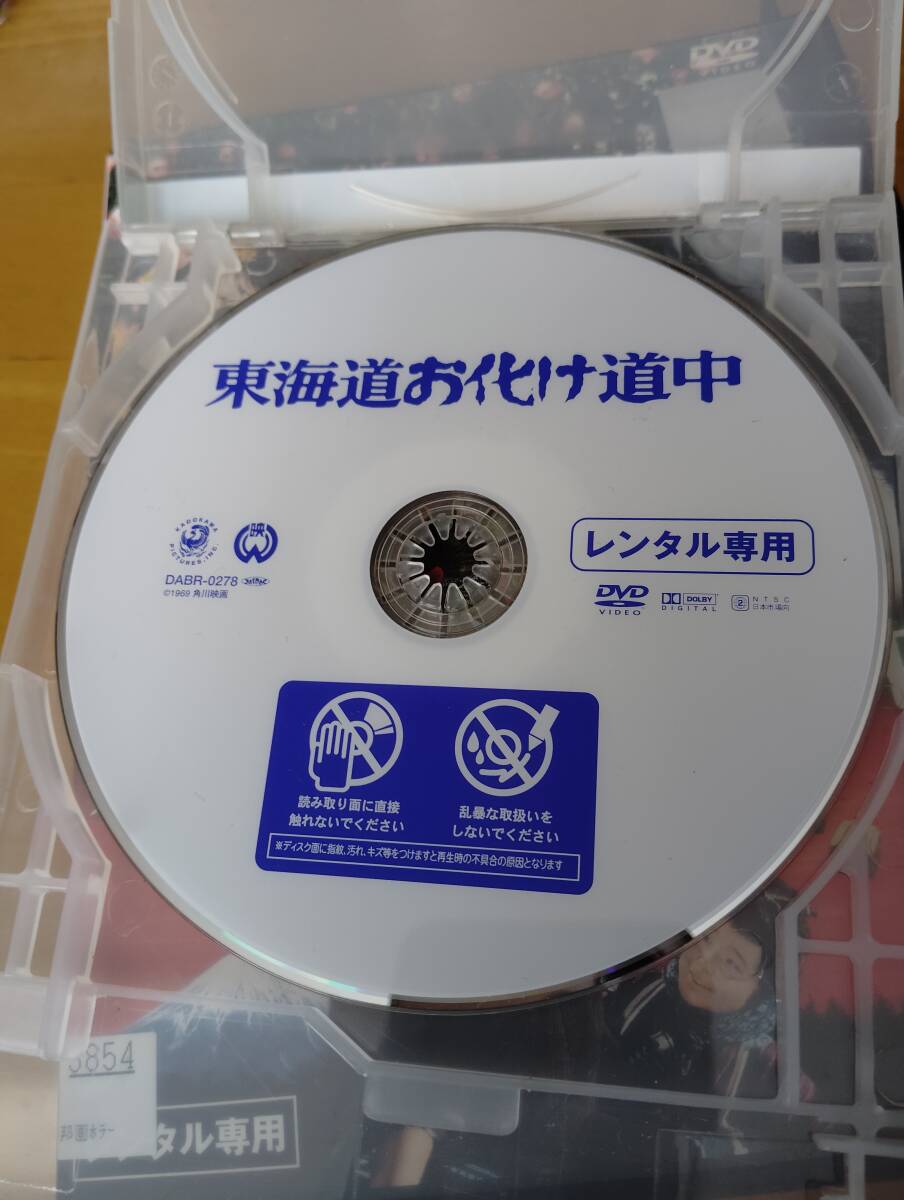 DVD
VIDEO
東海道お化け道中
KADOKAWA
PICTURES, INC.
映
DABR-0278
©1969 角川映画
レンタル専用
DVD
VIDEO
DOLBY
DIGITAL
2
NTSC
日本市場向
読み取り面に直接
触れないでください
乱暴な取扱いを
しないでください
※ディスク面に指紋、汚れ、キズ等をつけますと再生時の不具合の原因となります
3854
邦画ホラー
レンタル専用